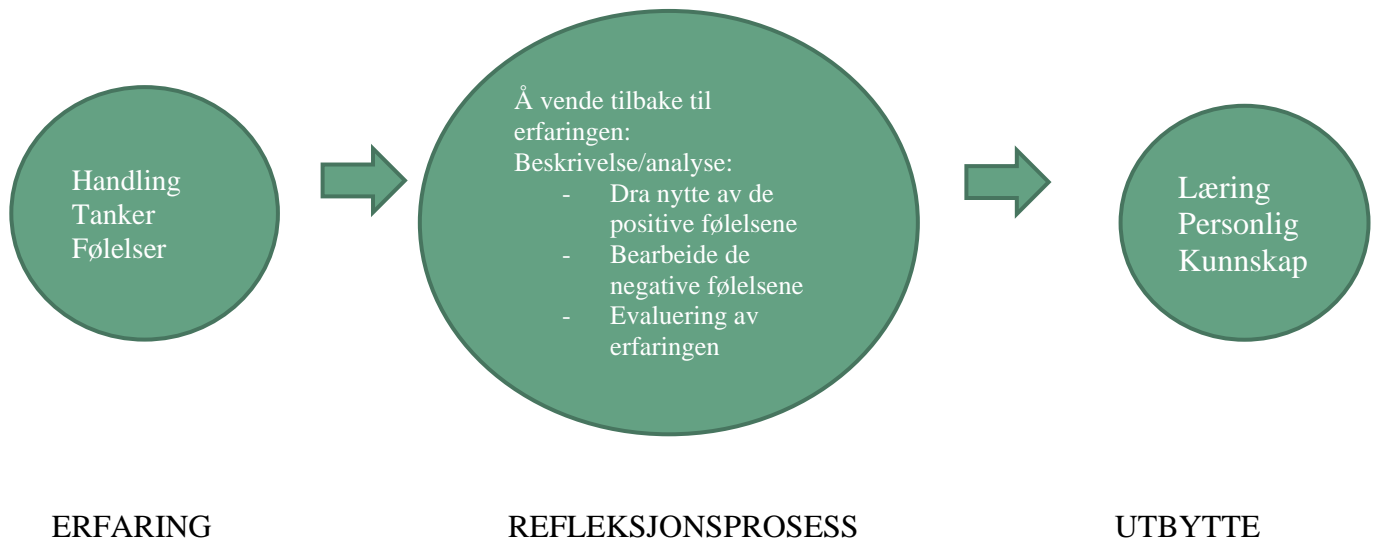 Handling
Tanker
Følelser
Å vende tilbake til
erfaringen:
Beskrivelse/analyse:
- Dra nytte av de
positive følelsene
- Bearbeide de
negative følelsene
- Evaluering av
erfaringen
Læring
Personlig
Kunnskap
ERFARING
REFLEKSJONSPROSESS
UTBYTTE